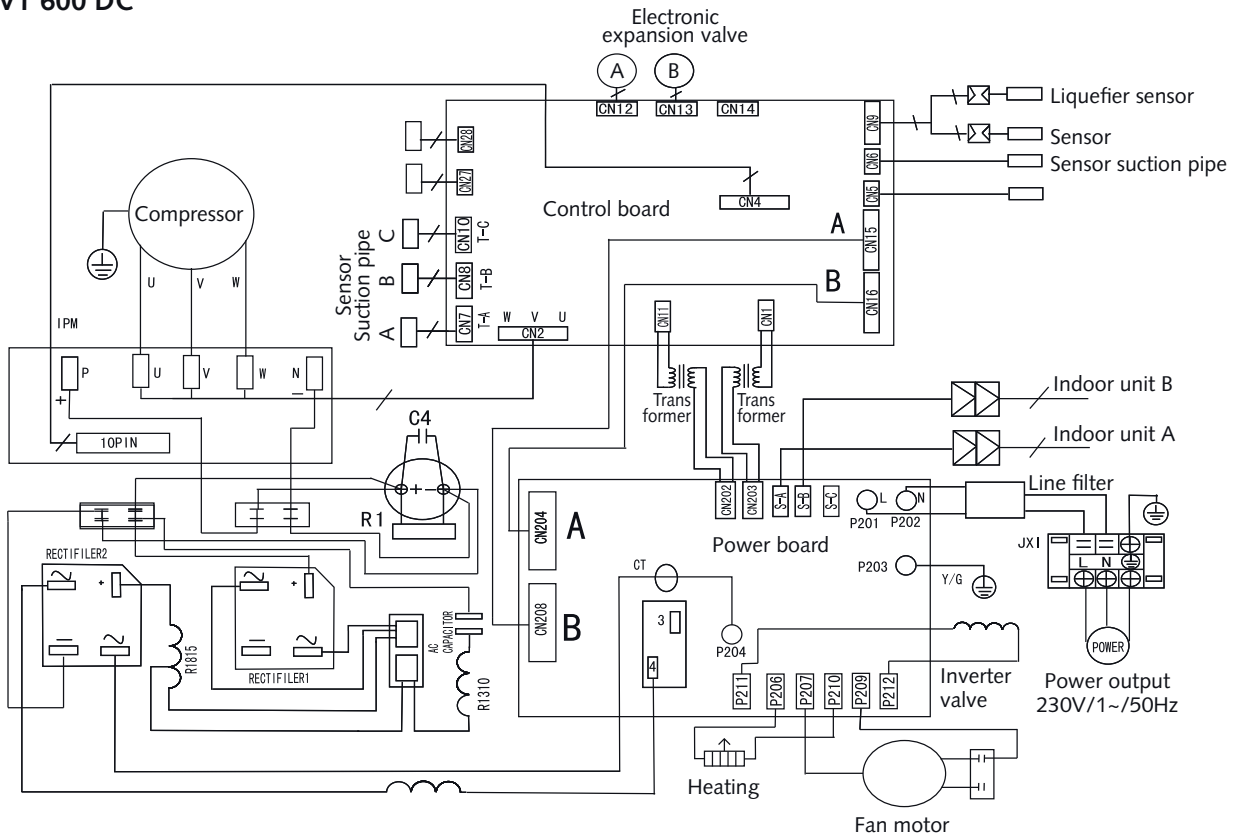 VT 600 DC
Electronic
expansion valve
A
B
CN12
CN13
CN14
CN9
Liquefier sensor
Sensor
CN6
Sensor suction pipe
CN5
CN28
CN27
CN4
Control board
Compressor
CN10
T-C
C
CN8
T-B
B
CN7
T-A
A
Sensor
Suction pipe
A
CN15
B
CN16
U
V
W
W V U
CN2
CN11
CN1
IPM
P
U
V
W
N
+
−
10PIN
Trans
former
Trans
former
Indoor unit B
Indoor unit A
C4
+ −
R1
CN202
CN203
S-A
S-B
S-C
L
N
P201
P202
Line filter
CN204
A
Power board
JX1
L N
P203
Y/G
CN208
B
CT
3
4
P204
POWER
Power output
230V/1~/50Hz
RECTIFILER2
~
+
−
~
R1815
~
+
−
~
RECTIFILER1
AC
CAPACITOR
R1310
P211
P206
P207
P210
P209
P212
Inverter
valve
Heating
Fan motor